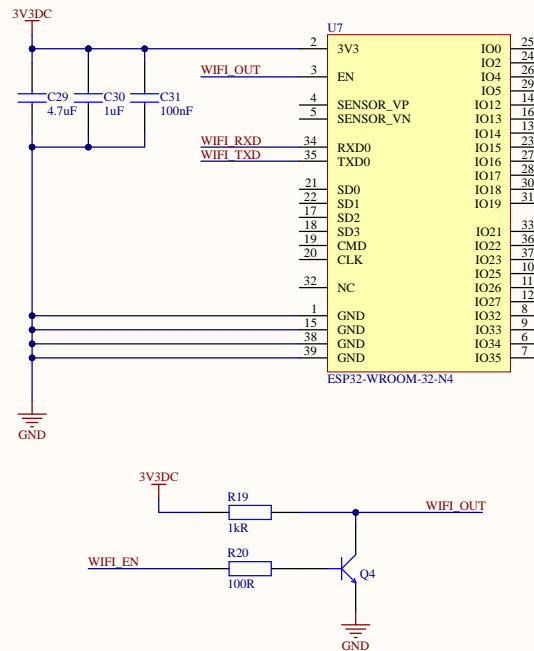 3V3DC
U7
2 3V3 IO0 25
IO2 24
WIFI_OUT 3 EN IO4 26
IO5 29
4 SENSOR_VP IO12 14
5 SENSOR_VN IO13 16
IO14 13
WIFI_RXD 34 RXD0 IO15 23
WIFI_TXD 35 TXD0 IO16 27
IO17 28
21 SD0 IO18 30
22 SD1 IO19 31
17 SD2
18 SD3 IO21 33
19 CMD IO22 36
20 CLK IO23 37
IO25 10
32 NC IO26 11
IO27 12
1 GND IO32 8
15 GND IO33 9
38 GND IO34 6
39 GND IO35 7
ESP32-WROOM-32-N4
C29
4.7uF
C30
1uF
C31
100nF
GND
3V3DC
R19
1kR
WIFI_OUT
WIFI_EN
R20
100R
Q4
GND